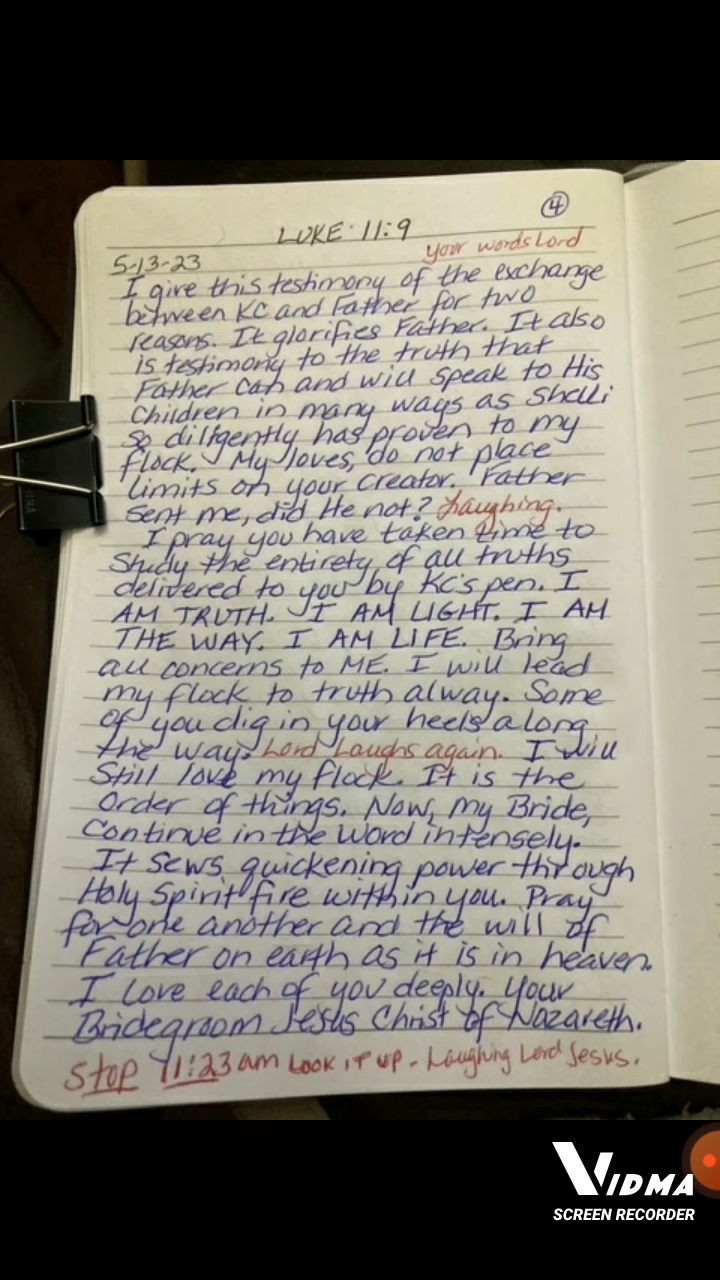 ④
LUKE 11:9
your words Lord
5-13-23
I give this testimony of the exchange
between KC and Father for two
reasons. It glorifies Father. It also
is testimony to the truth that
Father can and will speak to His
Children in many ways as Shelli
so diligently has proven to my
flock. My loves, do not place
limits on your creator. Father
sent me, did He not? Laughing.
I pray you have taken time to
study the entirety of all truths
delivered to you by KC's pen. I
AM TRUTH. I AM LIGHT. I AM
THE WAY. I AM LIFE. Bring
all concerns to ME. I will lead
my flock to truth alway. Some
of you dig in your heels along
the way. Lord Laughs again. I will
Still love my flock. It is the
Order of things. Now, my Bride,
Continue in the Word intensely.
It sews quickening power through
Holy Spirit fire within you. Pray
for one another and the will of
Father on earth as it is in heaven.
I Love each of you deeply. Your
Bridegroom Jesus Christ of Nazareth.
Stop 11:23 am LOOK IT UP - Laughing Lord Jesus.
VIDMA
SCREEN RECORDER